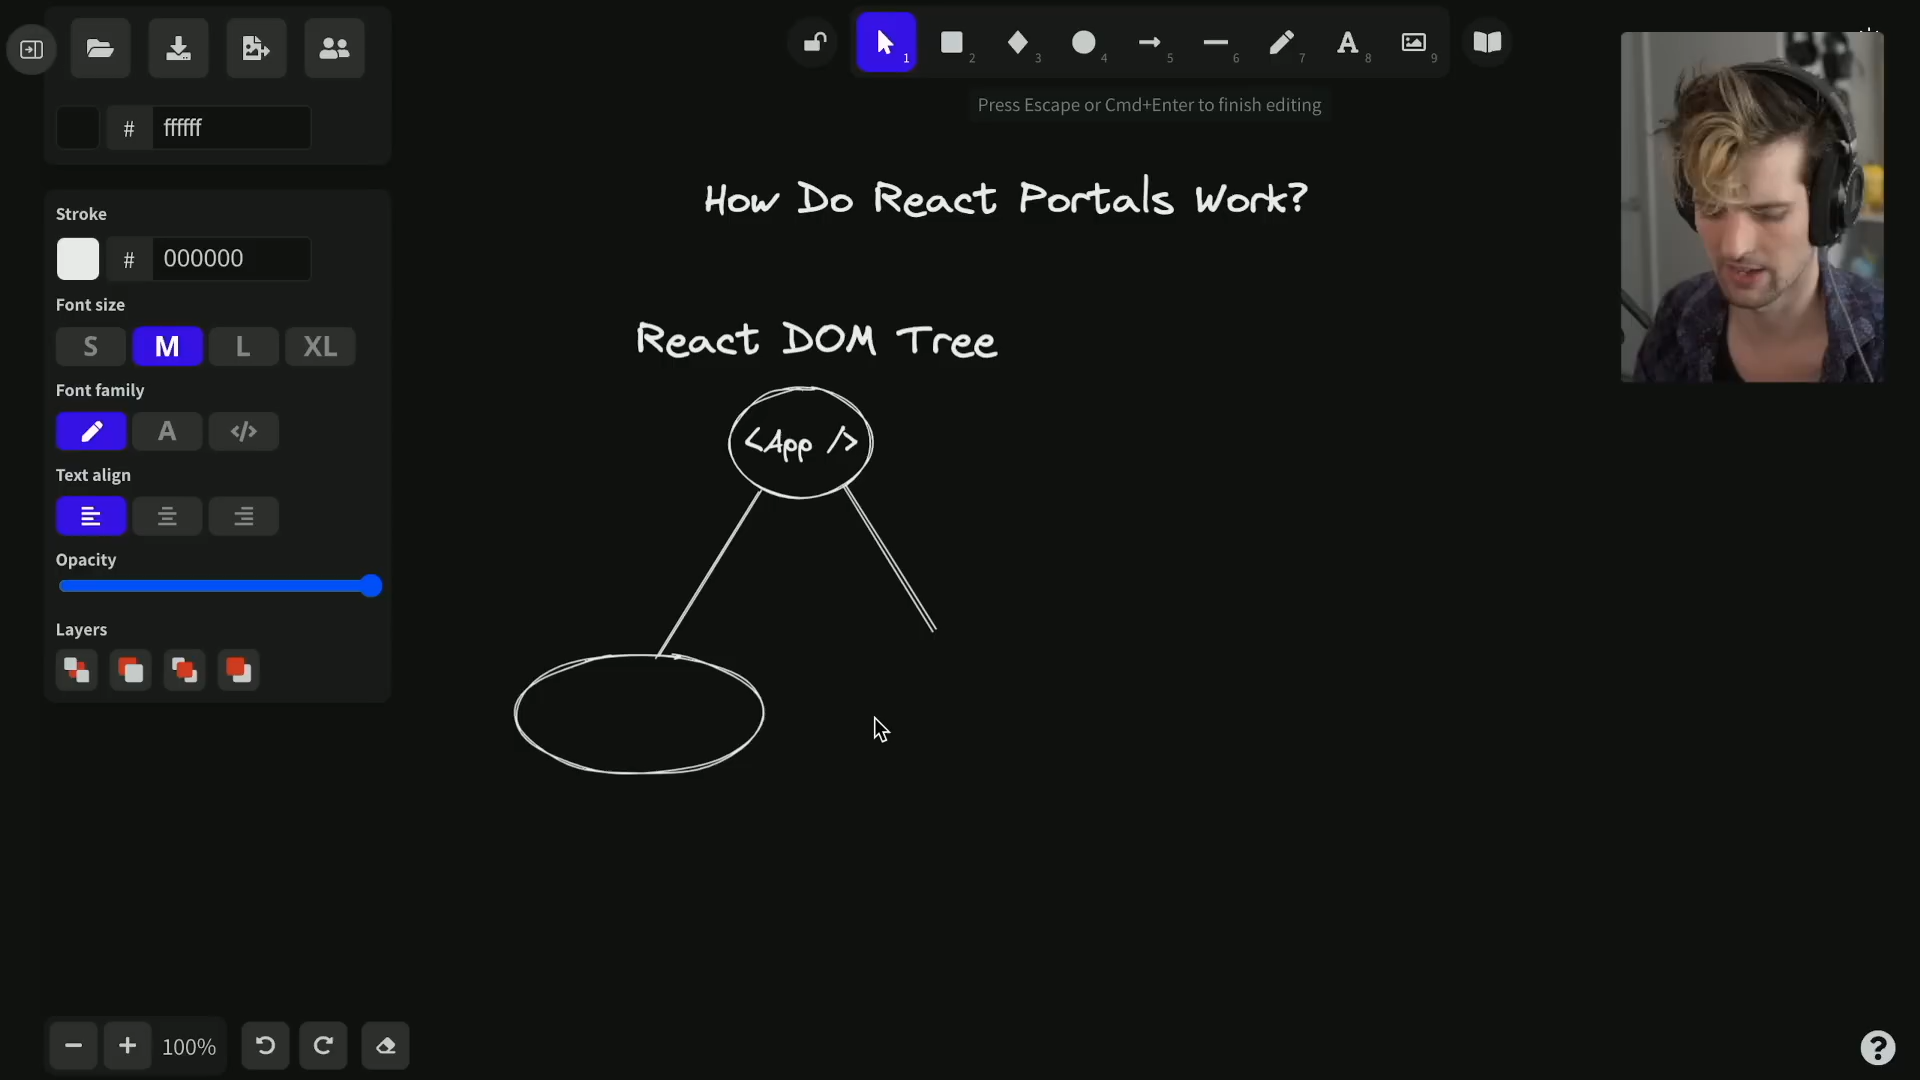 1
2
3
4
5
6
7
A 8
9
# ffffff
Press Escape or Cmd+Enter to finish editing
How Do React Portals Work?
Stroke
# 000000
Font size
S M L XL
React DOM Tree
Font family
A </>
<App />
Text align
Opacity
Layers
100%
?